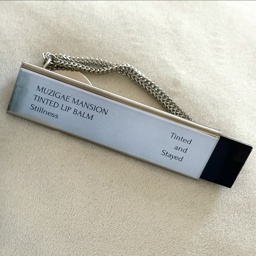 MUZIGAE MANSION
TINTED LIP BALM
Stillness
Tinted
and
Stayed